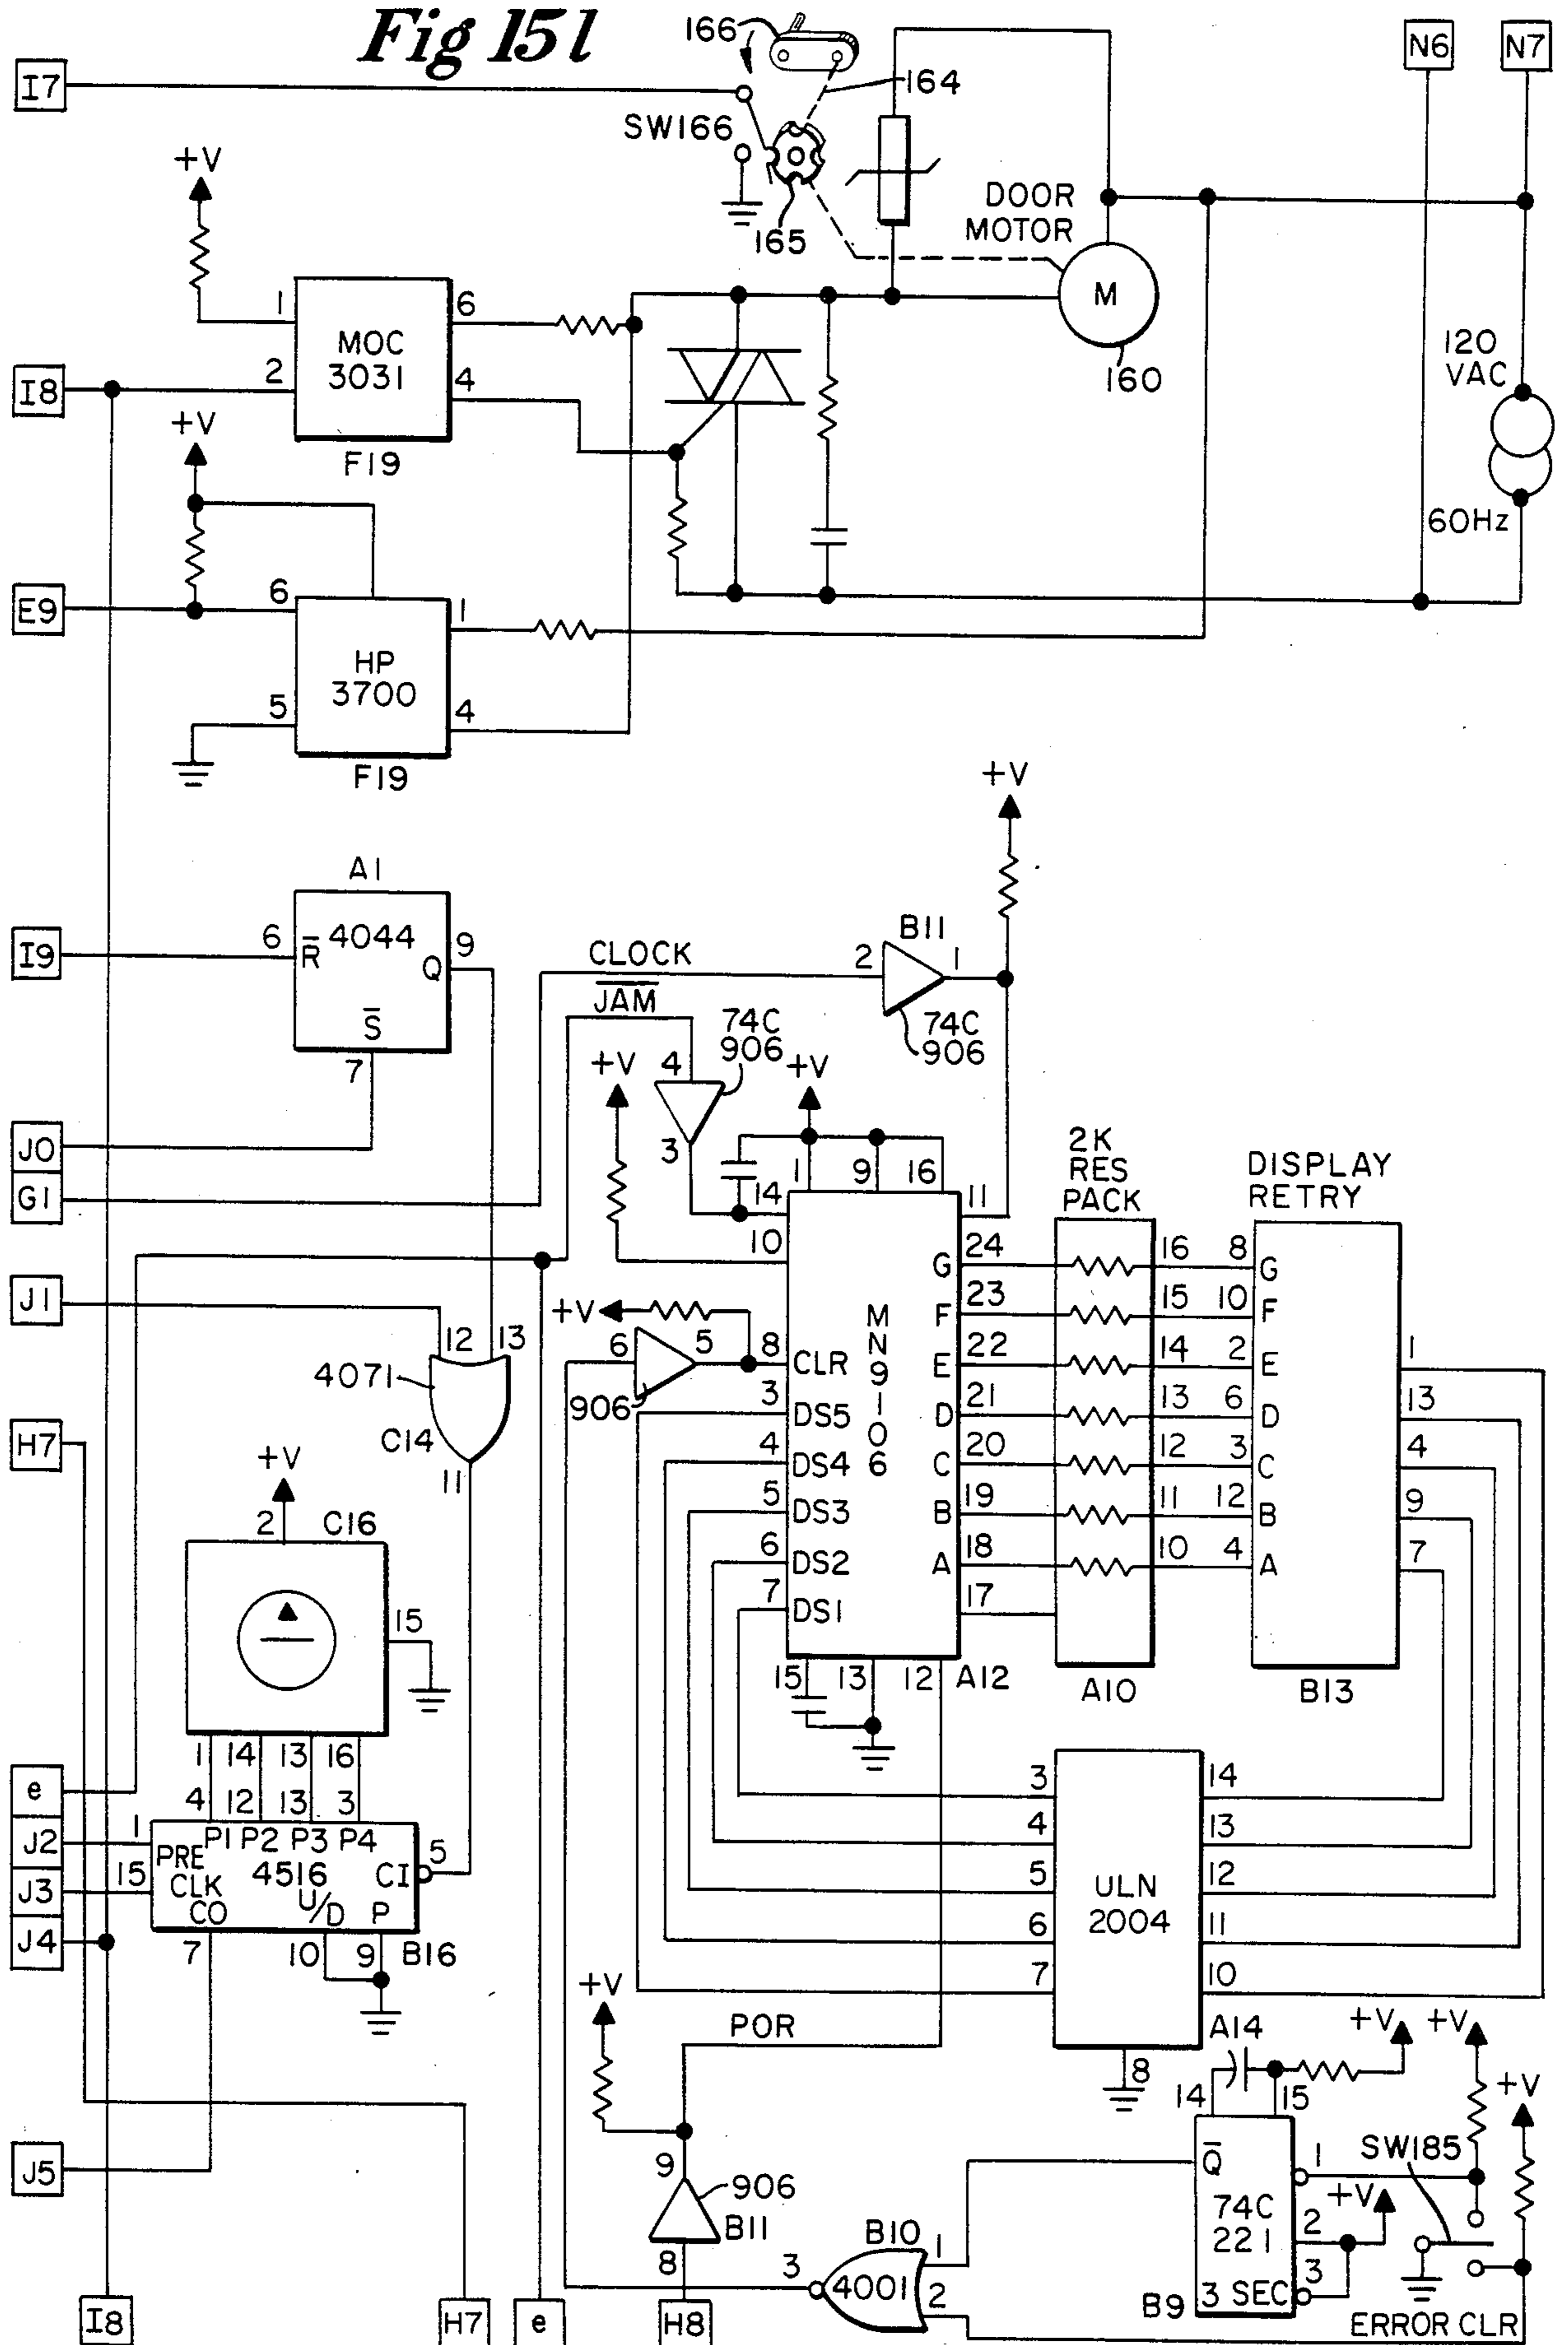 Fig 15l
166
N6
N7
I7
164
SW166
+V
DOOR
MOTOR
165
1
6
MOC
3031
M
120
VAC
I8
2
4
160
+V
F19
60Hz
E9
6
1
HP
3700
5
4
F19
+V
A1
B11
I9
6
R̅
4044
9
Q
CLOCK
2
1
J̅A̅M̅
74C
906
74C
906
S̅
7
+V
4
+V
J0
3
2K
RES
PACK
DISPLAY
RETRY
G1
1
9
16
14
11
10
G
24
16
8
G
J1
+V
F
23
15
10
F
12
13
6
5
8
CLR
MN9106
E
22
14
2
E
1
4071
906
3
DS5
D
21
13
6
D
13
H7
C14
4
DS4
C
20
12
3
C
4
+V
11
5
DS3
B
19
11
12
B
9
2
C16
6
DS2
A
18
10
4
A
7
7
DS1
17
15
15
13
12
A12
A10
B13
1
14
13
16
e
4
12
13
3
3
14
J2
1
P1
P2
P3
P4
5
4
13
PRE
4516
CI
5
ULN
2004
12
J3
15
CLK
CO
U/D
P
6
11
J4
7
10
9
B16
7
10
+V
POR
A14
+V
+V
8
14
15
+V
J5
9
906
Q̅
1
SW185
B11
74C
221
+V
8
B10
1
2
3
4001
2
3
3 SEC
B9
I8
H7
e
H8
ERROR CLR